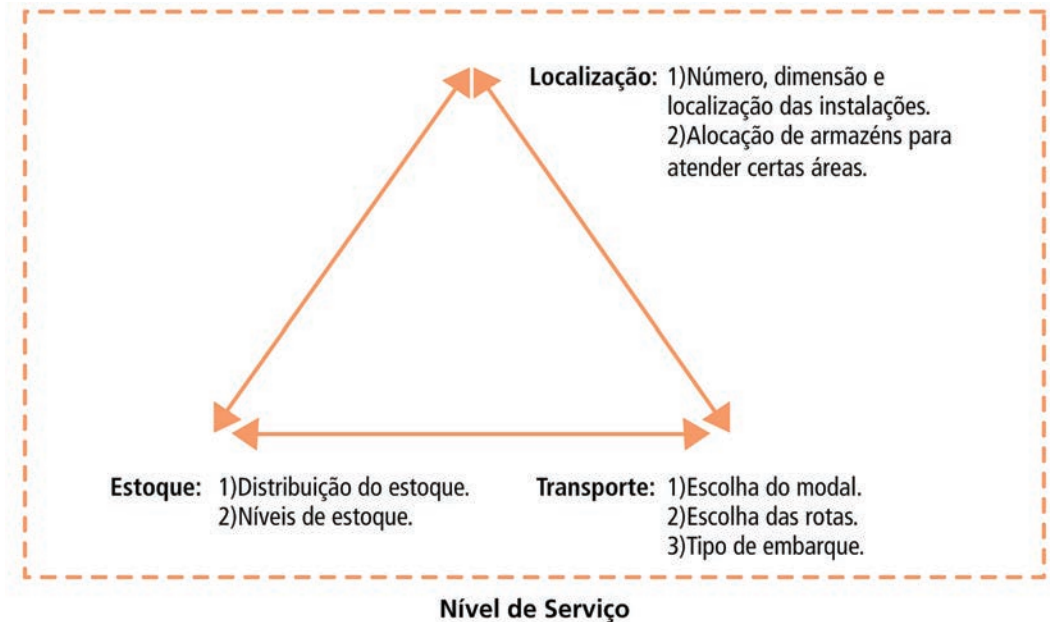 Localização: 1)Número, dimensão e
localização das instalações.
2)Alocação de armazéns para
atender certas áreas.
Estoque: 1)Distribuição do estoque.
2)Níveis de estoque.
Transporte: 1)Escolha do modal.
2)Escolha das rotas.
3)Tipo de embarque.
Nível de Serviço